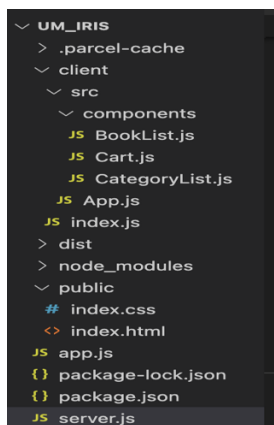 UM_IRIS
.parcel-cache
client
src
components
JS BookList.js
JS Cart.js
JS CategoryList.js
JS App.js
JS index.js
dist
node_modules
public
# index.css
<> index.html
JS app.js
{} package-lock.json
{} package.json
JS server.js